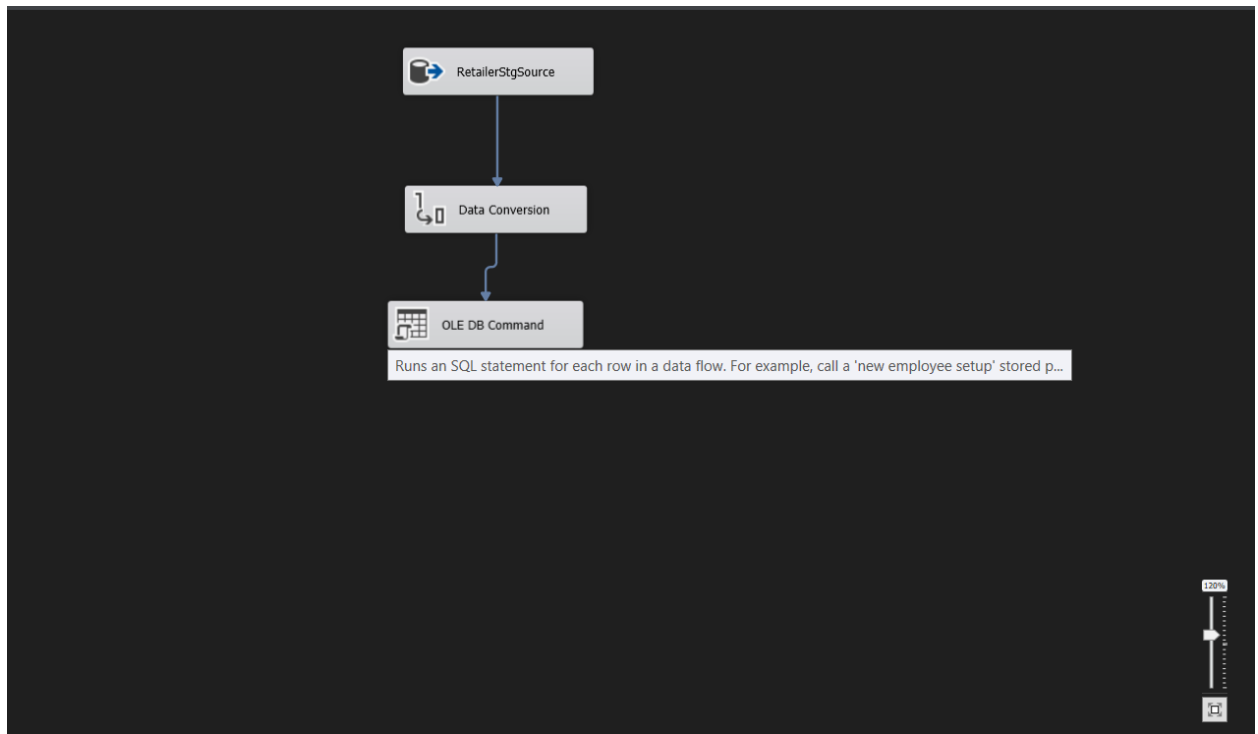 RetailerStgSource
Data Conversion
OLE DB Command
Runs an SQL statement for each row in a data flow. For example, call a 'new employee setup' stored p...
120%